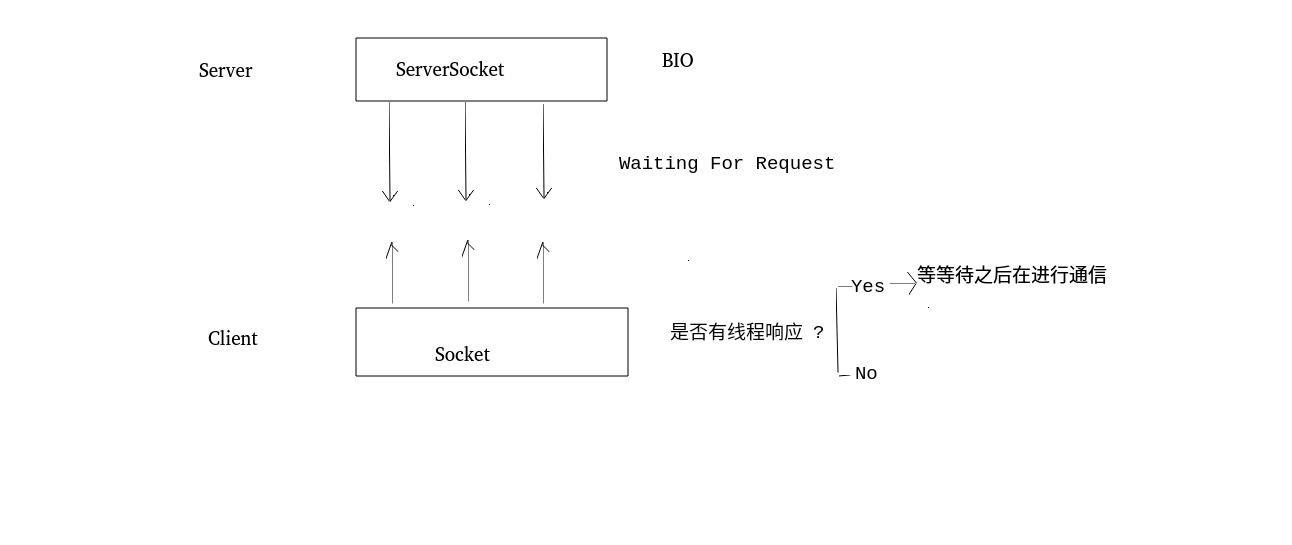 BIO
Server
ServerSocket
Waiting For Request
等等待之后在进行通信
Yes
是否有线程响应 ?
Client
Socket
No